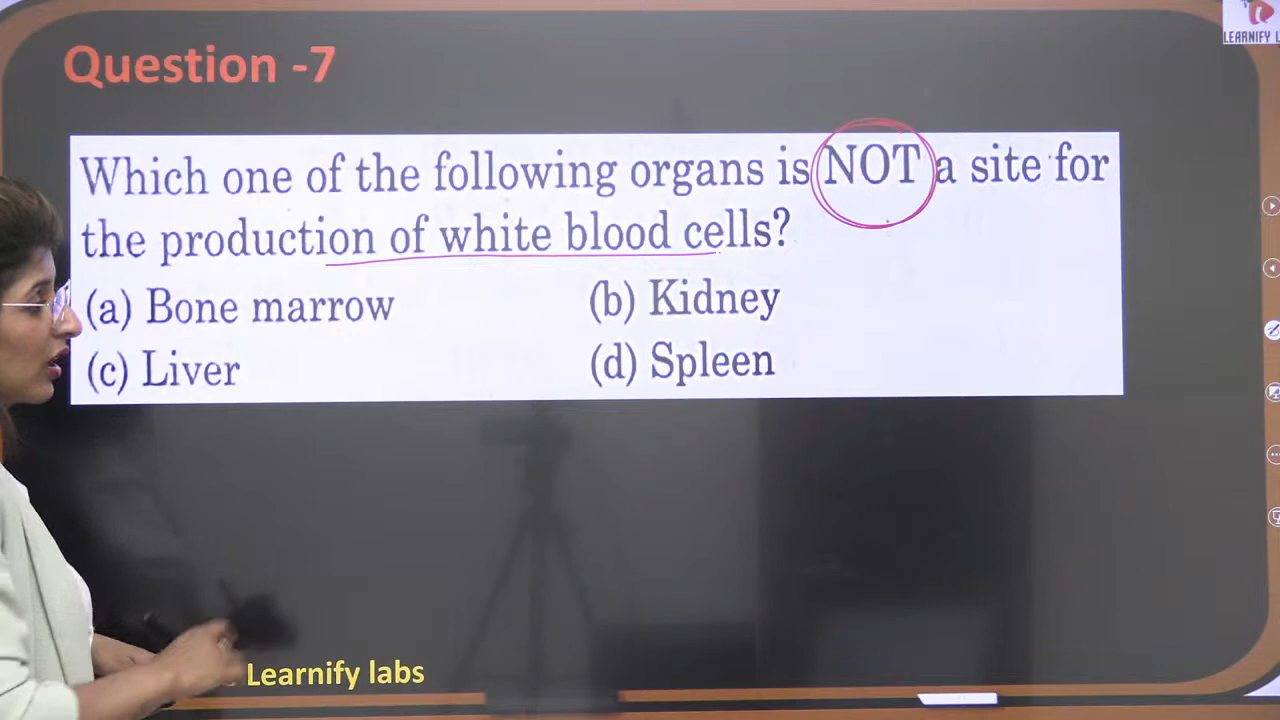 LEARNIFY L
Question -7
Which one of the following organs is NOT a site for
the production of white blood cells?
(a) Bone marrow (b) Kidney
(c) Liver (d) Spleen
Learnify labs